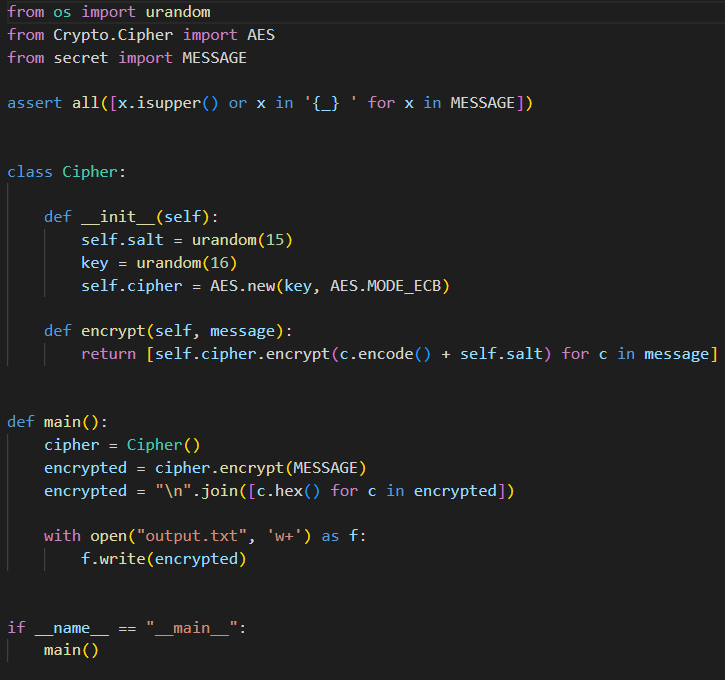 from os import urandom
from Crypto.Cipher import AES
from secret import MESSAGE

assert all([x.isupper() or x in '{_} ' for x in MESSAGE])


class Cipher:

    def __init__(self):
        self.salt = urandom(15)
        key = urandom(16)
        self.cipher = AES.new(key, AES.MODE_ECB)

    def encrypt(self, message):
        return [self.cipher.encrypt(c.encode() + self.salt) for c in message]


def main():
    cipher = Cipher()
    encrypted = cipher.encrypt(MESSAGE)
    encrypted = "\n".join([c.hex() for c in encrypted])

    with open("output.txt", 'w+') as f:
        f.write(encrypted)


if __name__ == "__main__":
    main()